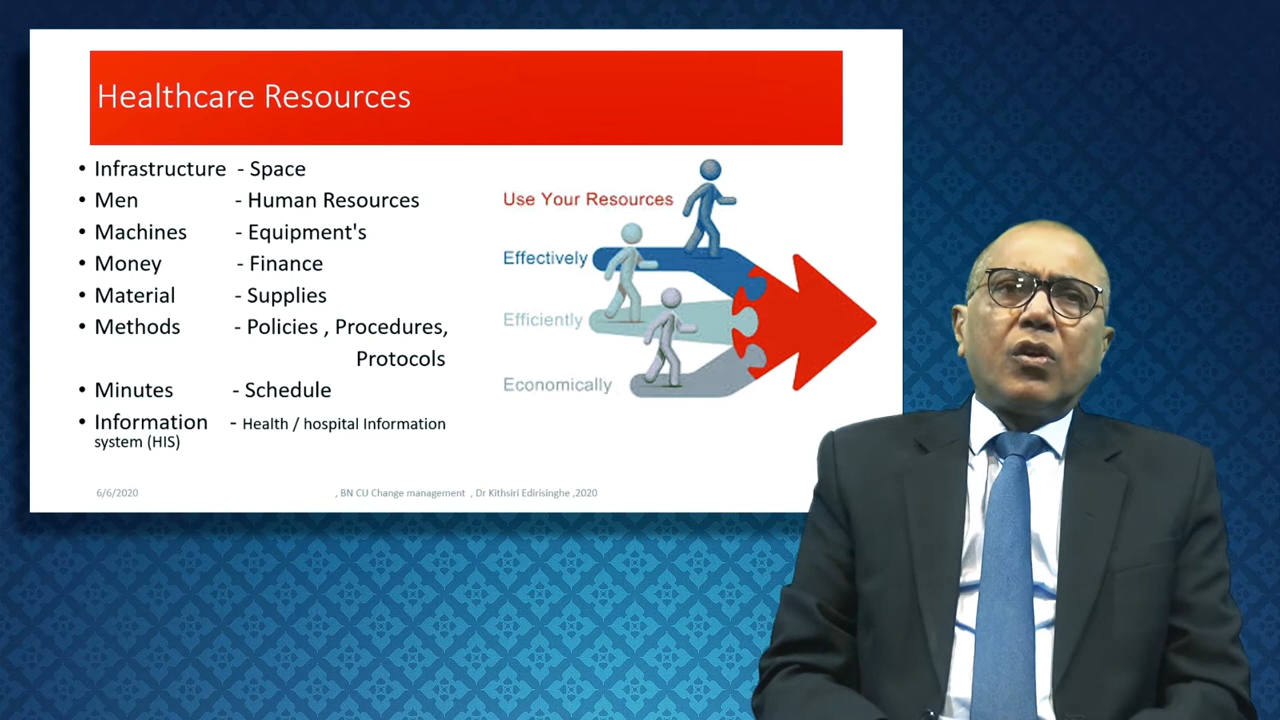 Healthcare Resources
• Infrastructure - Space
• Men - Human Resources
• Machines - Equipment's
• Money - Finance
• Material - Supplies
• Methods - Policies , Procedures,
Protocols
• Minutes - Schedule
• Information - Health / hospital Information
system (HIS)
Use Your Resources
Effectively
Efficiently
Economically
6/6/2020
, BN CU Change management , Dr Kithsiri Edirisinghe ,2020